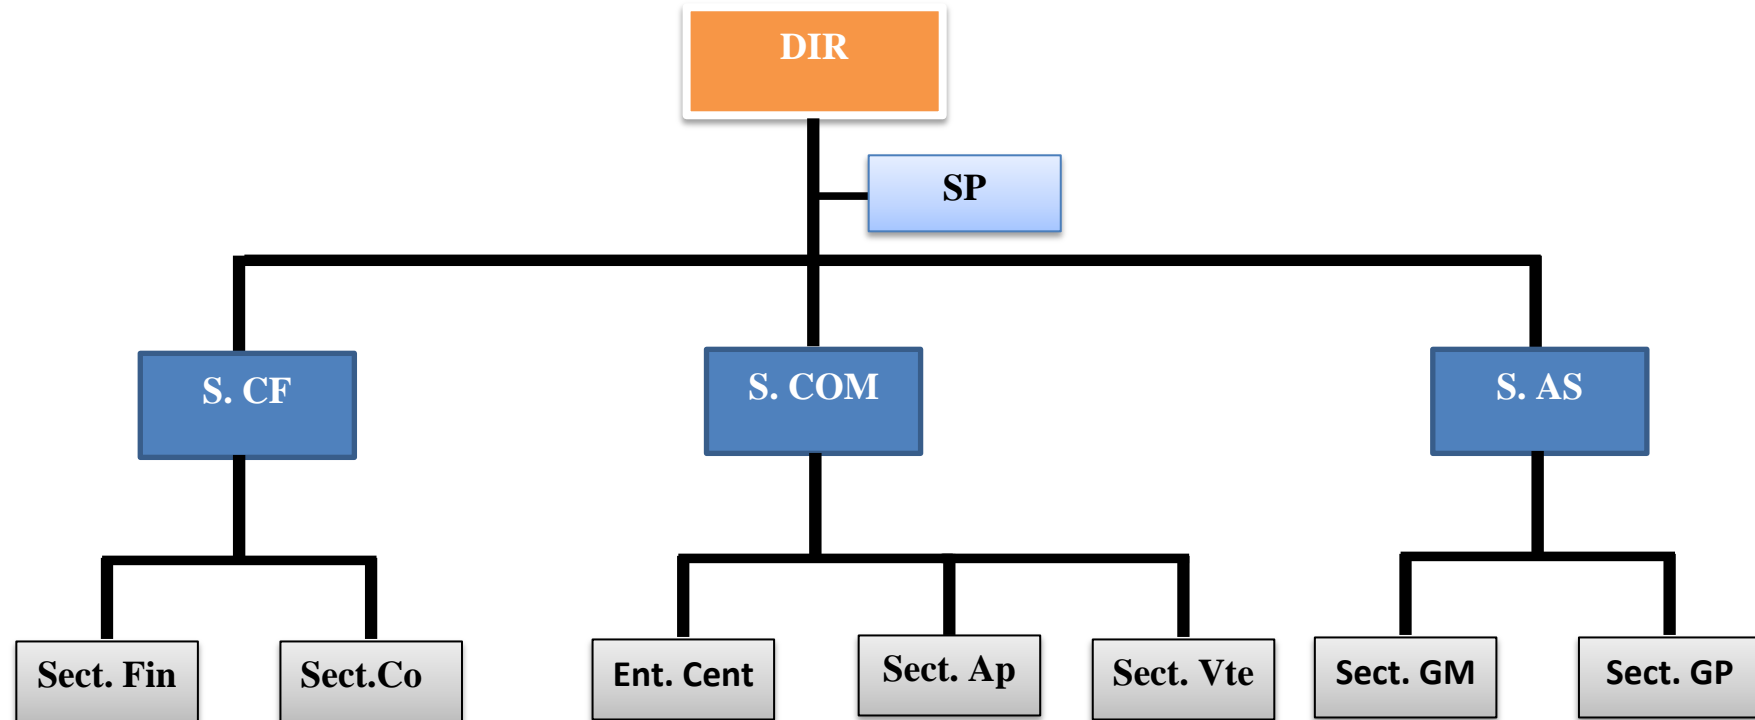 DIR
SP
S. CF
S. COM
S. AS
Sect. Fin
Sect.Co
Ent. Cent
Sect. Ap
Sect. Vte
Sect. GM
Sect. GP